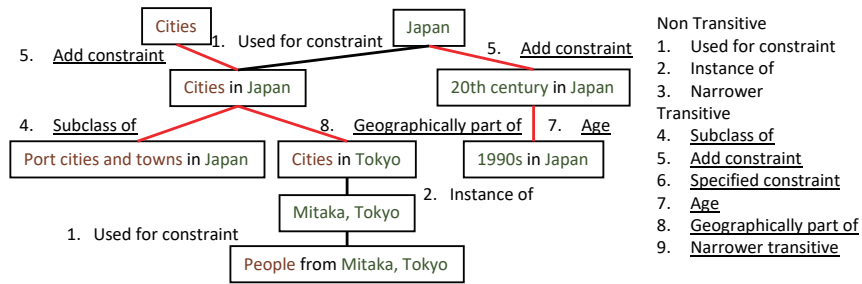 Cities
Japan
1. Used for constraint
5. Add constraint
5. Add constraint
Cities in Japan
20th century in Japan
4. Subclass of
8. Geographically part of
7. Age
Port cities and towns in Japan
Cities in Tokyo
1990s in Japan
2. Instance of
Mitaka, Tokyo
1. Used for constraint
People from Mitaka, Tokyo
Non Transitive
1. Used for constraint
2. Instance of
3. Narrower
Transitive
4. Subclass of
5. Add constraint
6. Specified constraint
7. Age
8. Geographically part of
9. Narrower transitive